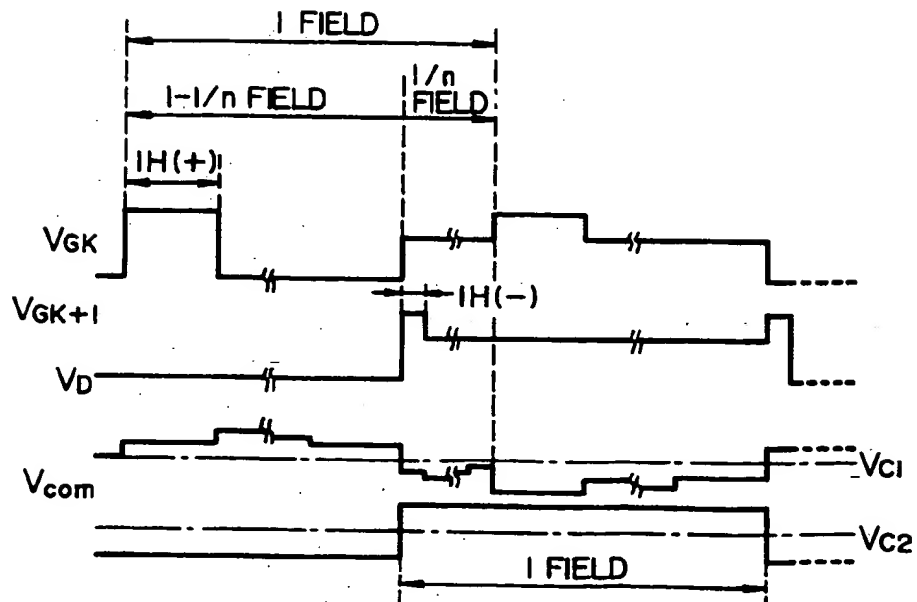 1 FIELD
1-1/n FIELD
1/n
FIELD
1H(+)
VGK
1H(-)
VGK+1
VD
VC1
Vcom
VC2
1 FIELD